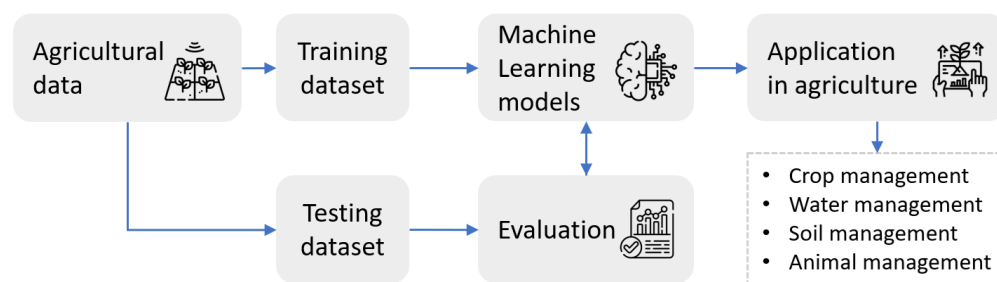 Agricultural
data
Training
dataset
Machine
Learning
models
Application
in agriculture
Testing
dataset
Evaluation
• Crop management
• Water management
• Soil management
• Animal management